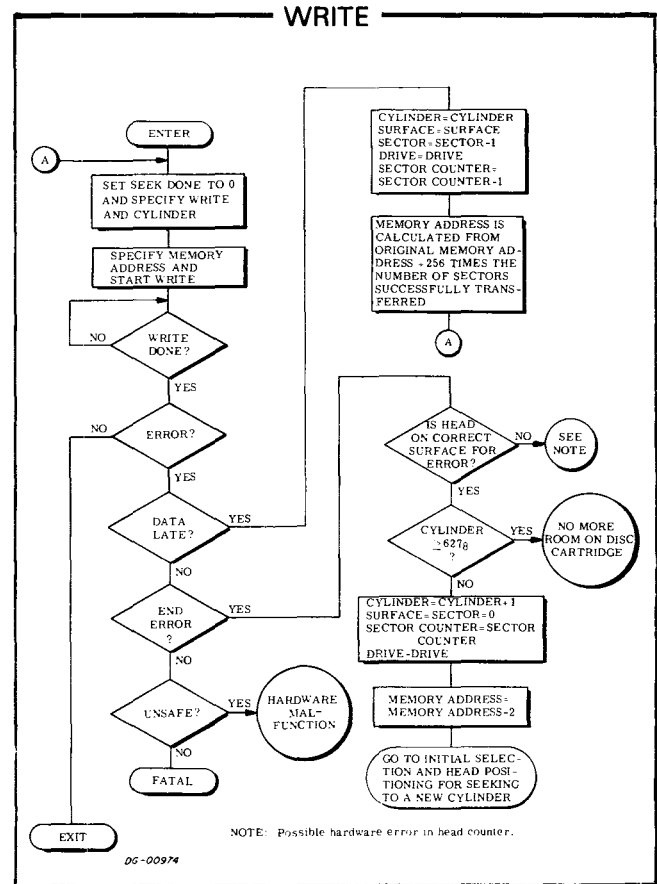 WRITE
ENTER
A
SET SEEK DONE TO 0
AND SPECIFY WRITE
AND CYLINDER
SPECIFY MEMORY
ADDRESS AND
START WRITE
NO
WRITE
DONE?
YES
NO
ERROR?
YES
DATA
LATE?
YES
NO
END
ERROR
?
YES
NO
UNSAFE?
YES
HARDWARE
MAL-
FUNCTION
NO
FATAL
EXIT
CYLINDER=CYLINDER
SURFACE=SURFACE
SECTOR=SECTOR-1
DRIVE=DRIVE
SECTOR COUNTER=
SECTOR COUNTER-1
MEMORY ADDRESS IS
CALCULATED FROM
ORIGINAL MEMORY AD-
DRESS +256 TIMES THE
NUMBER OF SECTORS
SUCCESSFULLY TRANS-
FERRED
A
IS HEAD
ON CORRECT
SURFACE FOR
ERROR?
NO
SEE
NOTE
YES
CYLINDER
≥627₈
?
YES
NO MORE
ROOM ON DISC
CARTRIDGE
NO
CYLINDER=CYLINDER+1
SURFACE=SECTOR=0
SECTOR COUNTER=SECTOR
COUNTER
DRIVE-DRIVE
MEMORY ADDRESS=
MEMORY ADDRESS-2
GO TO INITIAL SELEC-
TION AND HEAD POSI-
TIONING FOR SEEKING
TO A NEW CYLINDER
NOTE: Possible hardware error in head counter.
DG-00974